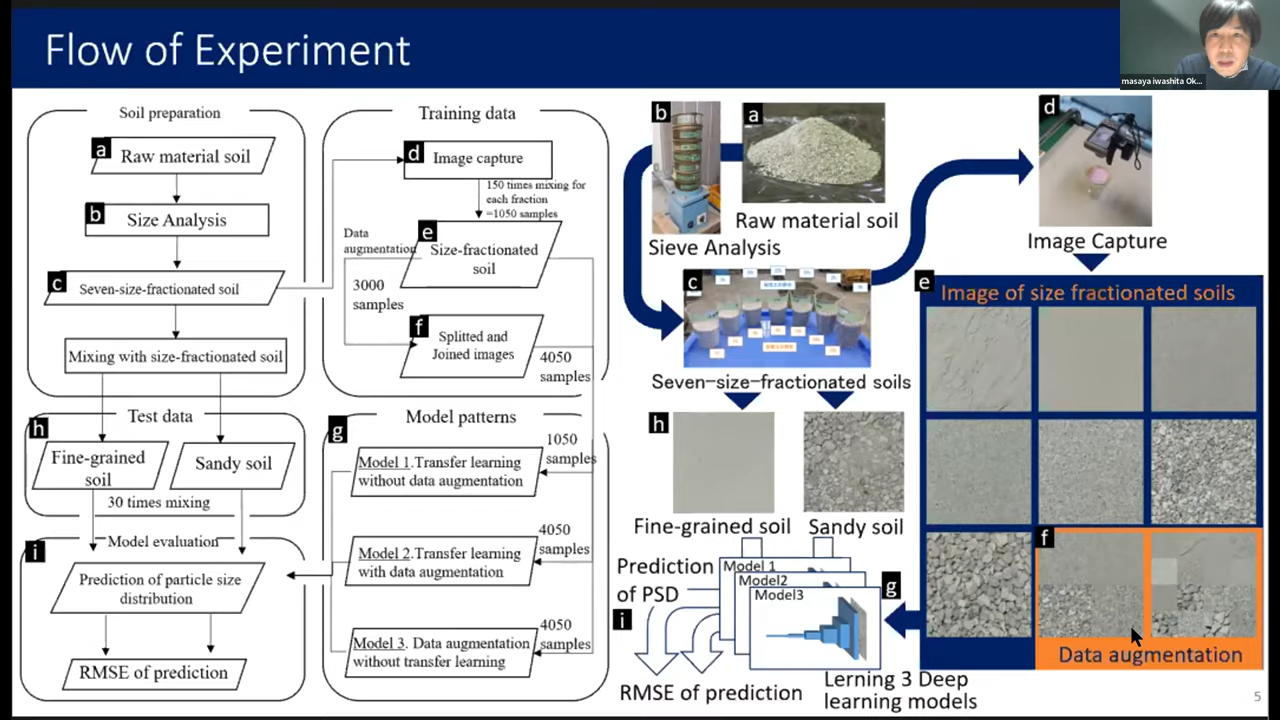 Flow of Experiment
masaya iwashita Ok...
Soil preparation
a
Raw material soil
b
Size Analysis
c
Seven-size-fractionated soil
Mixing with size-fractionated soil
Training data
d
Image capture
150 times mixing for
each fraction
=1050 samples
Data
augmentation
e
Size-fractionated
soil
3000
samples
f
Splitted and
Joined images
4050
samples
Test data
h
Fine-grained
soil
Sandy soil
30 times mixing
i
Model evaluation
Prediction of particle size
distribution
RMSE of prediction
Model patterns
g
1050
samples
Model 1.Transfer learning
without data augmentation
4050
samples
Model 2.Transfer learning
with data augmentation
4050
samples
Model 3. Data augmentation
without transfer learning
b
a
Raw material soil
Sieve Analysis
d
Image Capture
c
Seven-size-fractionated soils
e
Image of size fractionated soils
h
Fine-grained soil
Sandy soil
f
Data augmentation
Prediction
of PSD
i
Model 1
Model2
Model3
g
RMSE of prediction
Lerning 3 Deep
learning models
5